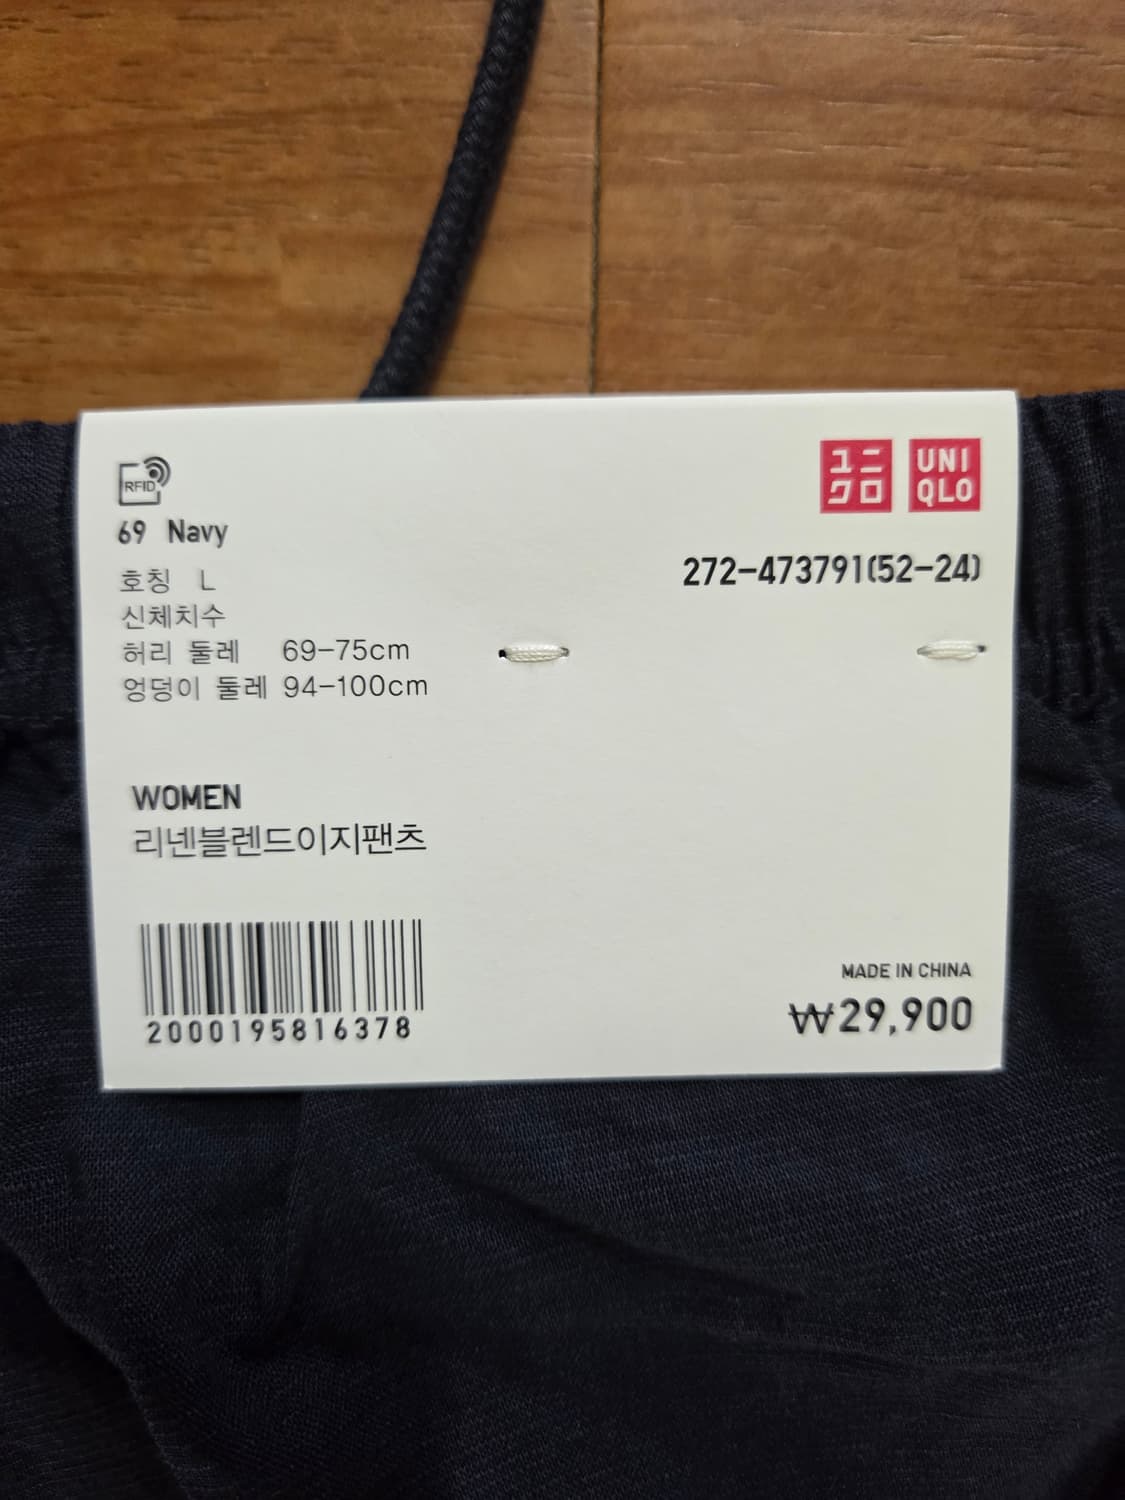 RFID
69 Navy
호칭 L
신체치수
허리 둘레 69-75cm
엉덩이 둘레 94-100cm
ユニ
クロ
UNI
QLO
272-473791(52-24)
WOMEN
리넨블렌드이지팬츠
2000195816378
MADE IN CHINA
₩29,900